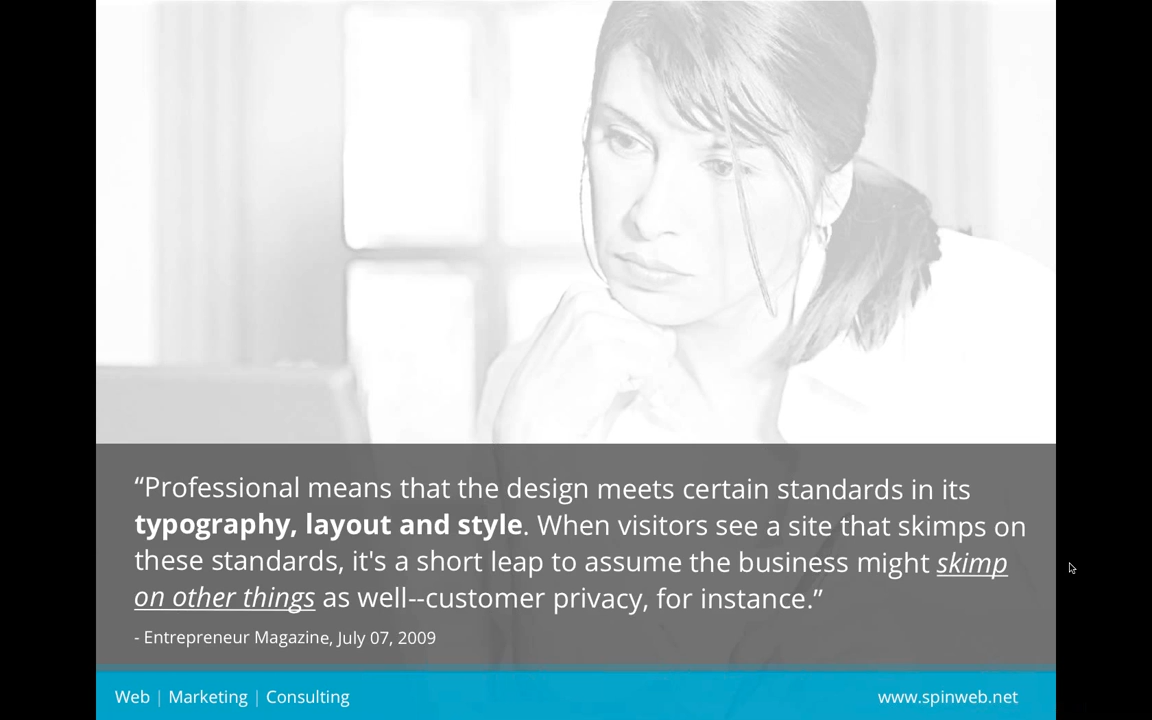 “Professional means that the design meets certain standards in its
typography, layout and style. When visitors see a site that skimps on
these standards, it's a short leap to assume the business might skimp
on other things as well--customer privacy, for instance.”
- Entrepreneur Magazine, July 07, 2009
Web | Marketing | Consulting
www.spinweb.net